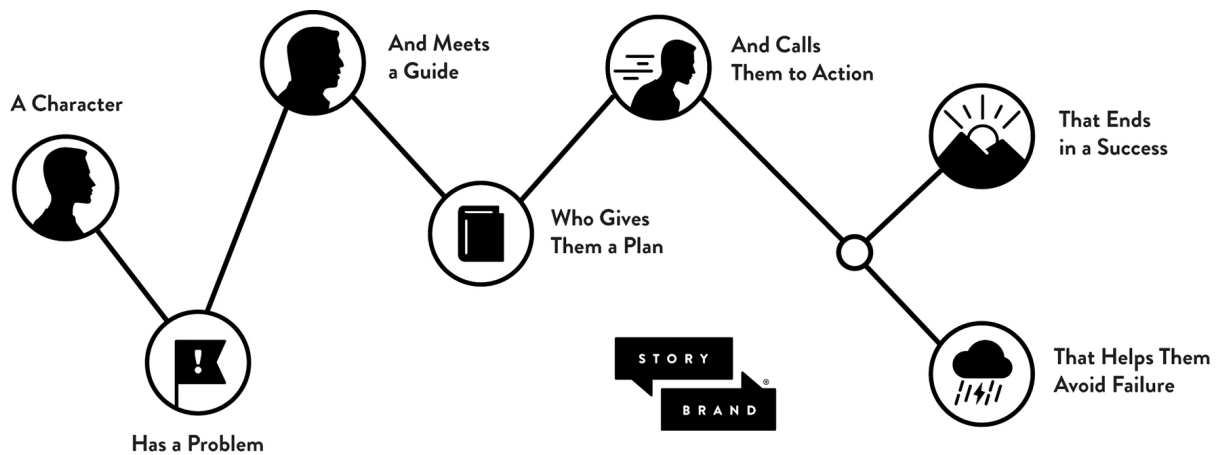 A Character
Has a Problem
And Meets
a Guide
Who Gives
Them a Plan
And Calls
Them to Action
That Ends
in a Success
That Helps Them
Avoid Failure
!
STORY
BRAND
®